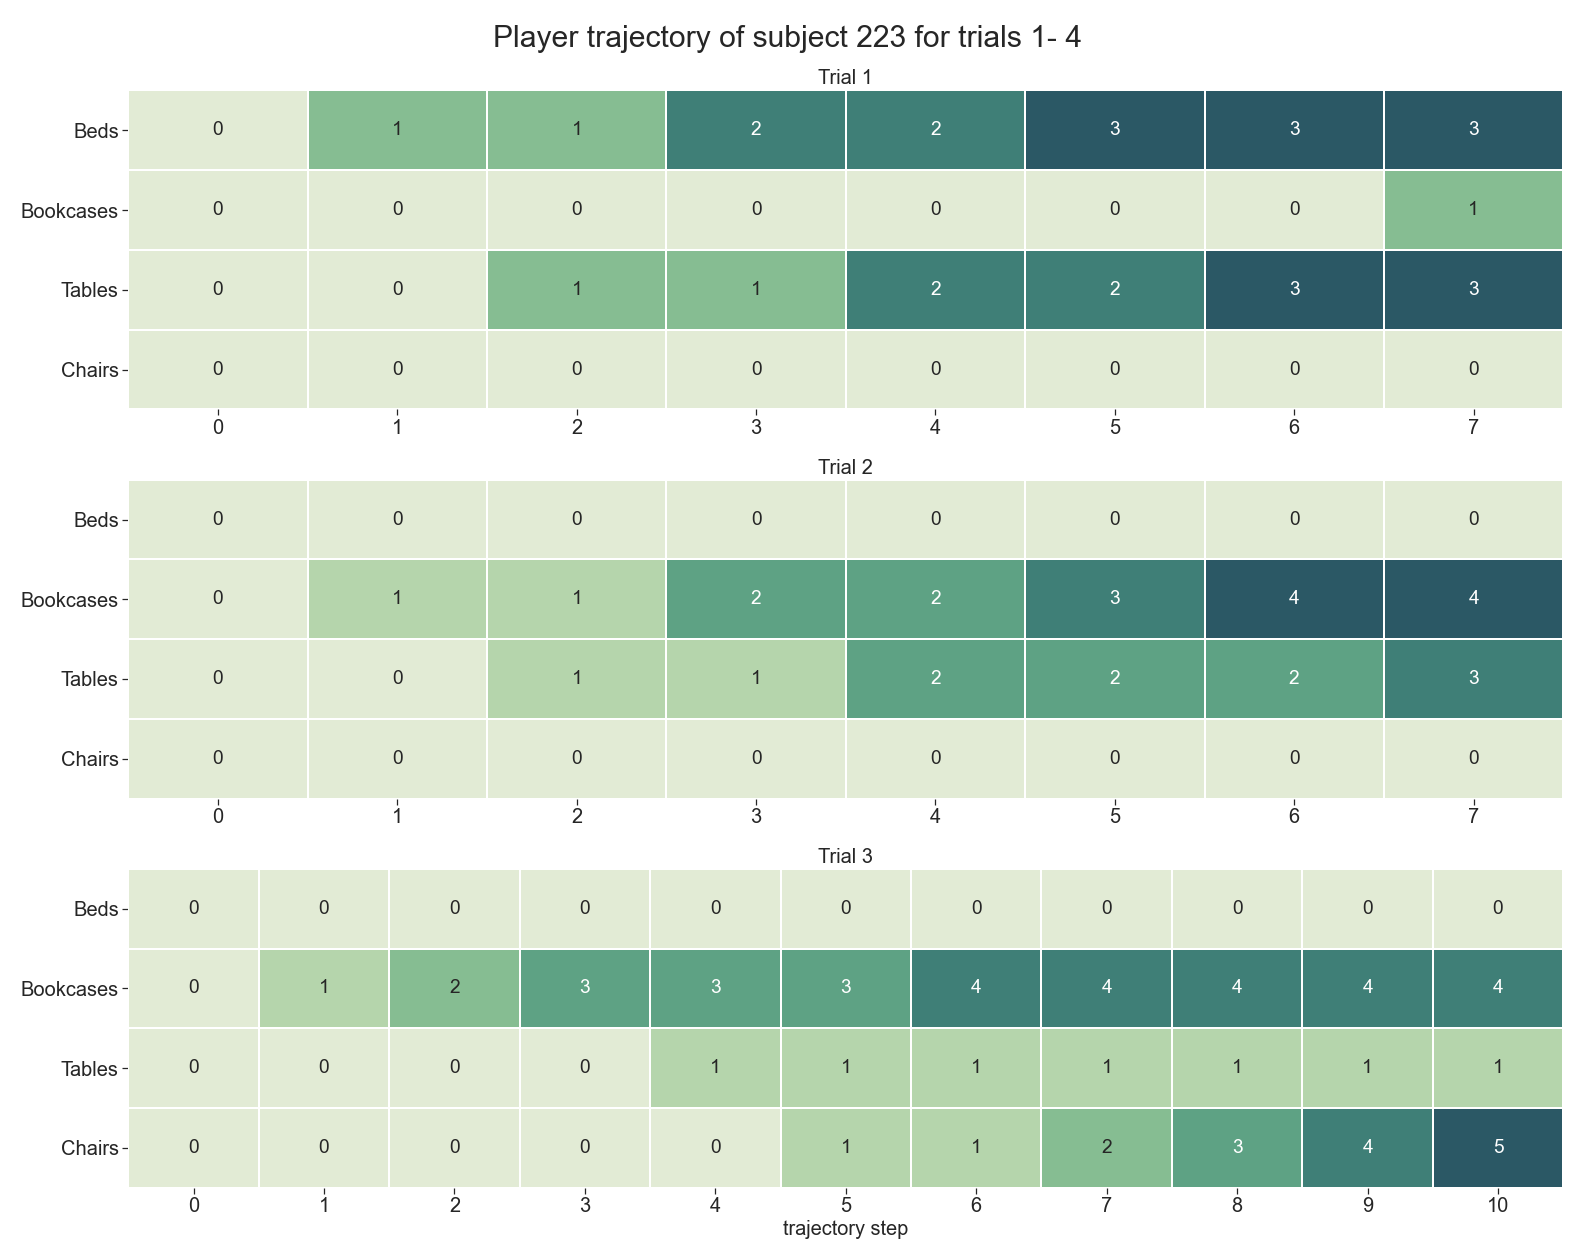 Player trajectory of subject 223 for trials 1- 4
Trial 1
Beds 0 1 1 2 2 3 3 3
Bookcases 0 0 0 0 0 0 0 1
Tables 0 0 1 1 2 2 3 3
Chairs 0 0 0 0 0 0 0 0
0 1 2 3 4 5 6 7
Trial 2
Beds 0 0 0 0 0 0 0 0
Bookcases 0 1 1 2 2 3 4 4
Tables 0 0 1 1 2 2 2 3
Chairs 0 0 0 0 0 0 0 0
0 1 2 3 4 5 6 7
Trial 3
Beds 0 0 0 0 0 0 0 0 0 0 0
Bookcases 0 1 2 3 3 3 4 4 4 4 4
Tables 0 0 0 0 1 1 1 1 1 1 1
Chairs 0 0 0 0 0 1 1 2 3 4 5
0 1 2 3 4 5 6 7 8 9 10
trajectory step